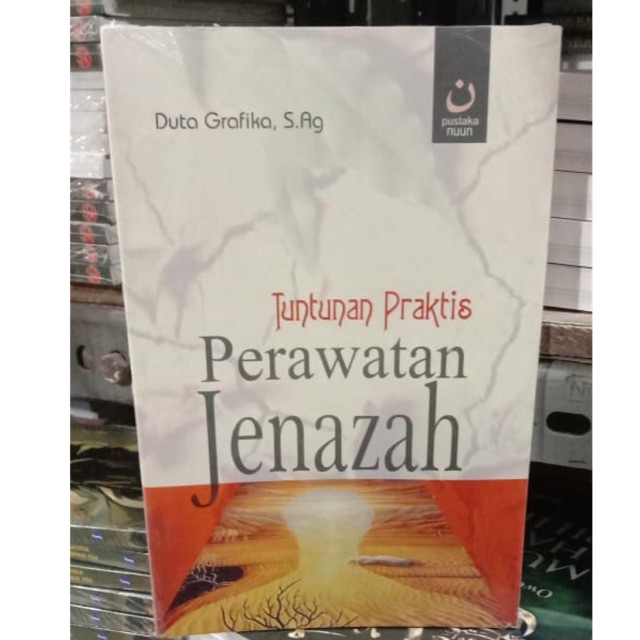 Duta Grafika, S.Ag
ن
pustaka
nuun
Tuntunan Praktis
Perawatan
Jenazah